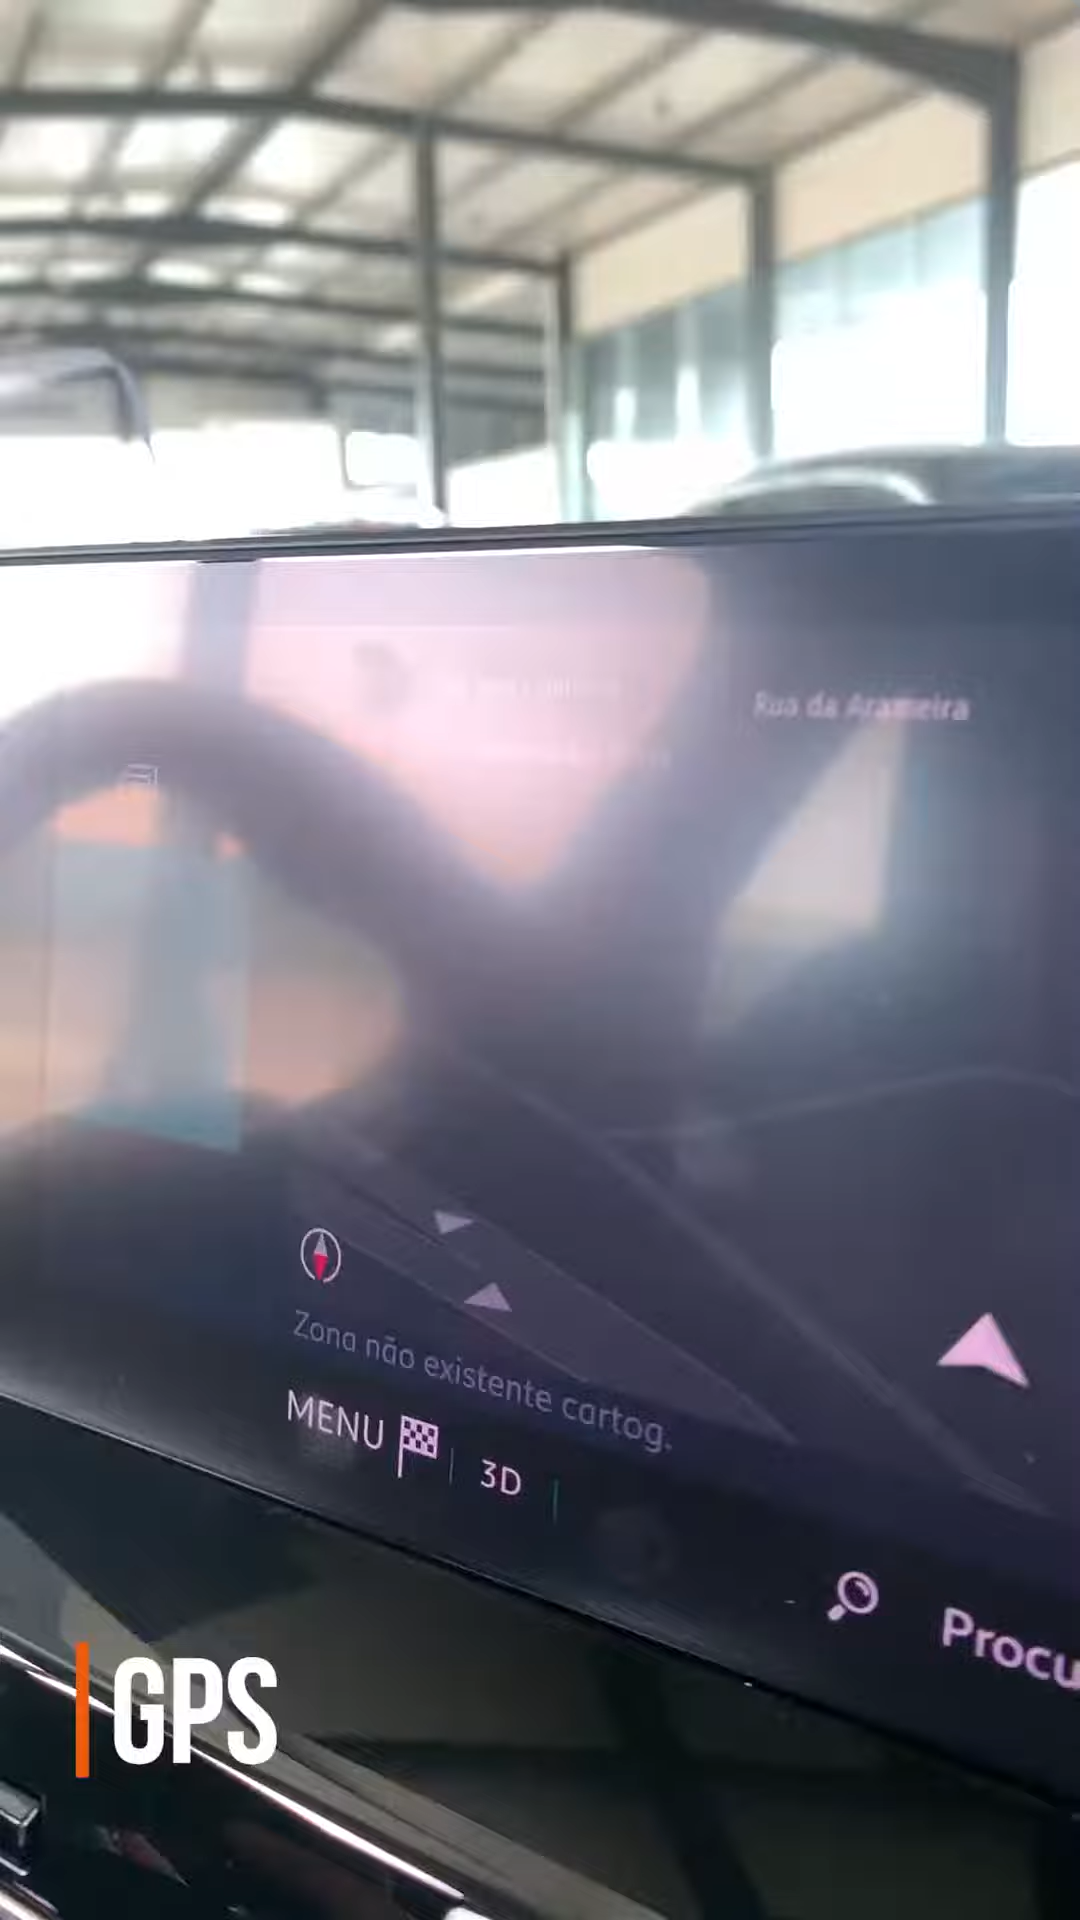 Rua da Arameira
Zona não existente cartog.
MENU
3D
Procu
GPS